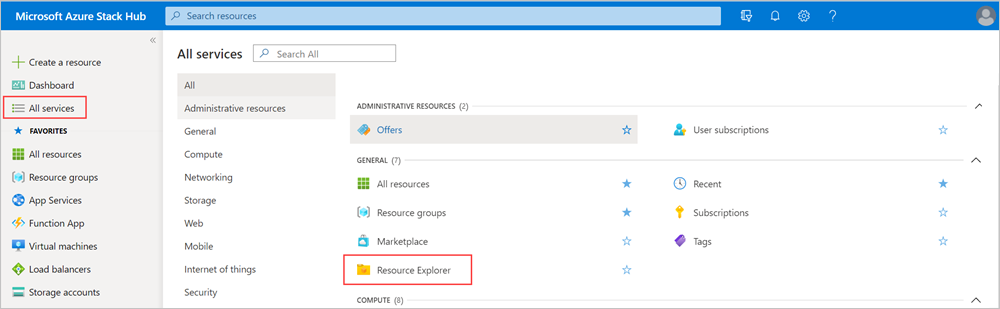 Microsoft Azure Stack Hub
Search resources
?
«
Create a resource
Dashboard
All services
FAVORITES
All resources
Resource groups
App Services
Function App
Virtual machines
Load balancers
Storage accounts
All services
Search All
All
Administrative resources
General
Compute
Networking
Storage
Web
Mobile
Internet of things
Security
ADMINISTRATIVE RESOURCES (2)
Offers
User subscriptions
GENERAL (7)
All resources
Recent
Resource groups
Subscriptions
Marketplace
Tags
Resource Explorer
COMPUTE (8)